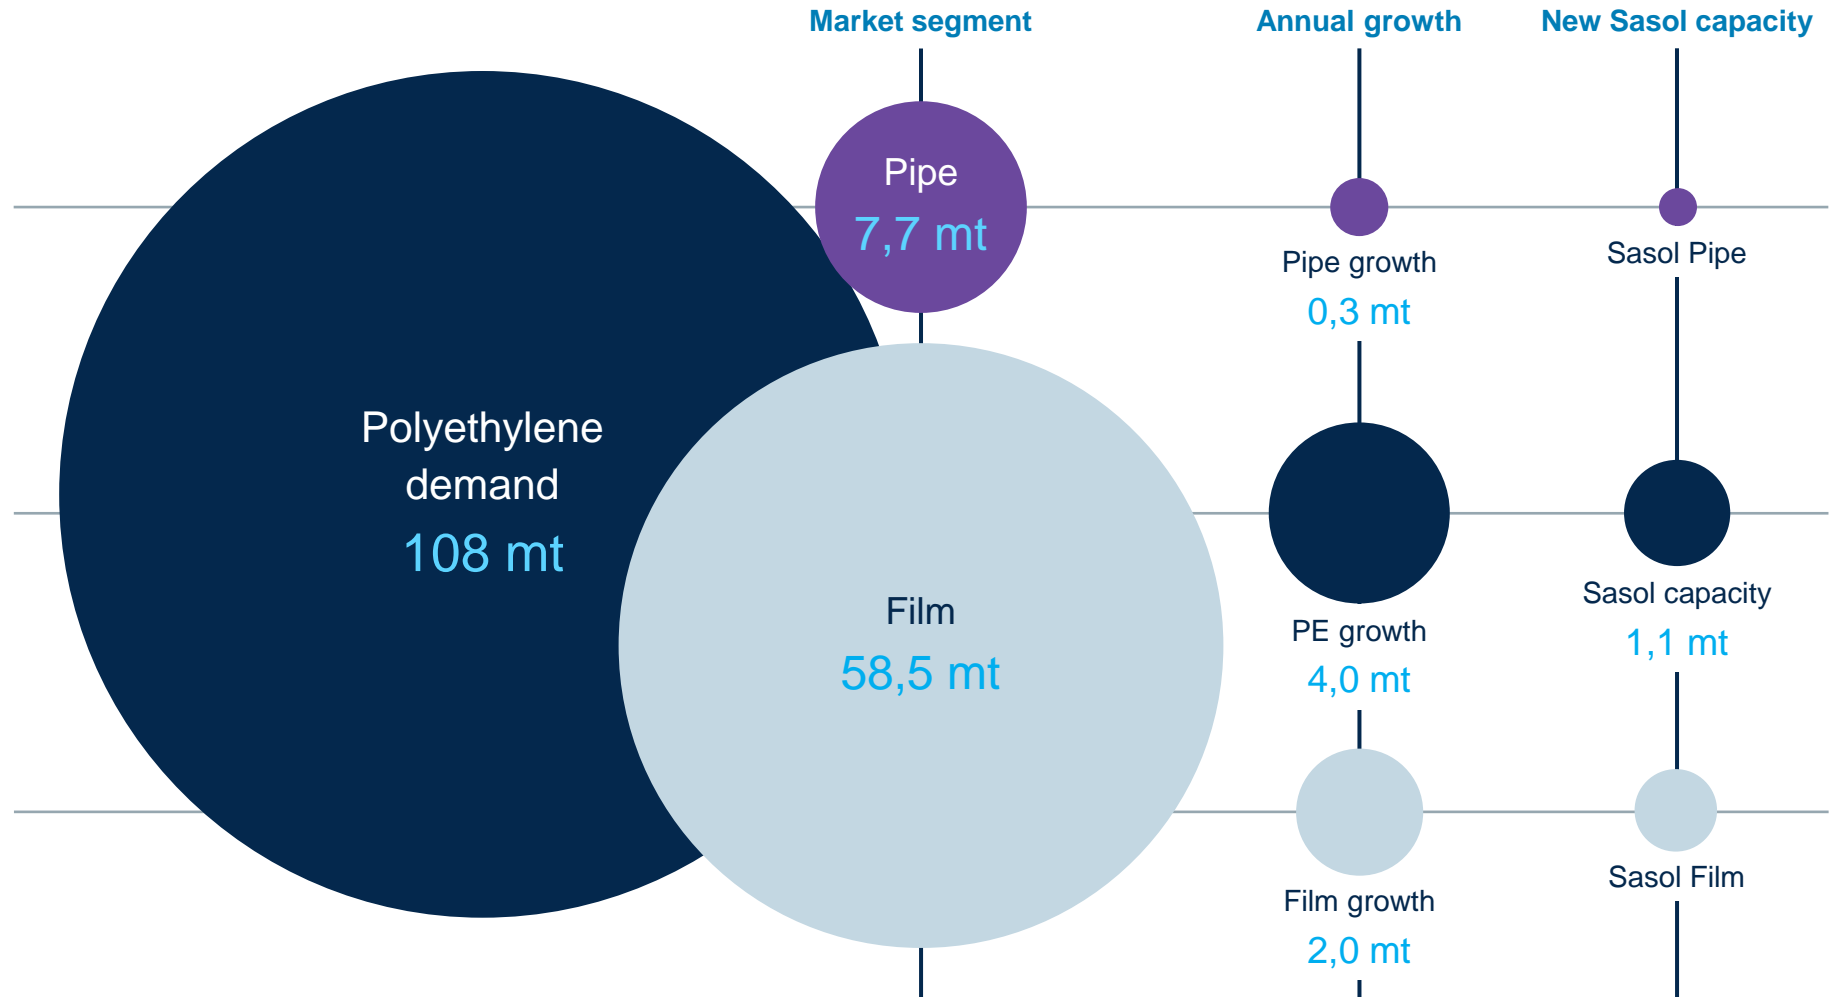 Market segment
Annual growth
New Sasol capacity
Pipe
7,7 mt
Pipe growth
0,3 mt
Sasol Pipe
Polyethylene
demand
108 mt
Film
58,5 mt
PE growth
4,0 mt
Sasol capacity
1,1 mt
Film growth
2,0 mt
Sasol Film